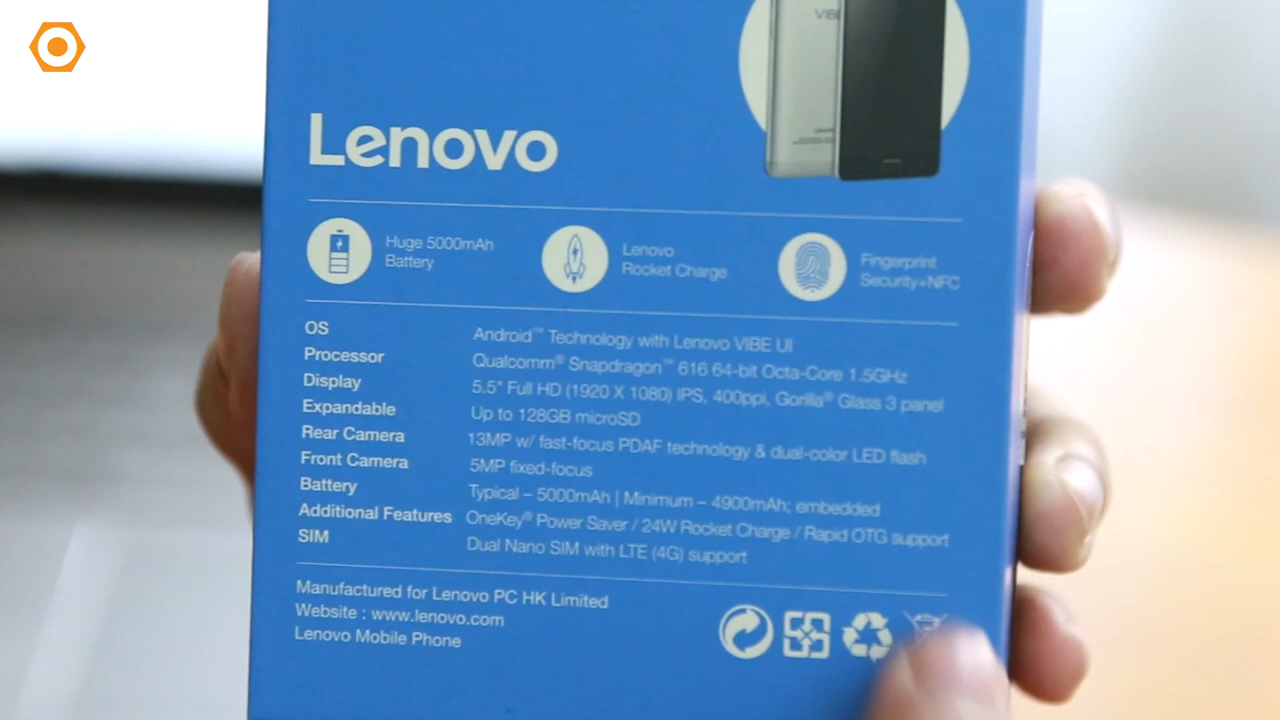 VIBE
Lenovo
Huge 5000mAh
Battery
Lenovo
Rocket Charge
Fingerprint
Security+NFC
OS Android™ Technology with Lenovo VIBE UI
Processor Qualcomm® Snapdragon™ 616 64-bit Octa-Core 1.5GHz
Display 5.5" Full HD (1920 X 1080) IPS, 400ppi, Gorilla® Glass 3 panel
Expandable Up to 128GB microSD
Rear Camera 13MP w/ fast-focus PDAF technology & dual-color LED flash
Front Camera 5MP fixed-focus
Battery Typical – 5000mAh | Minimum – 4900mAh; embedded
Additional Features OneKey® Power Saver / 24W Rocket Charge / Rapid OTG support
SIM Dual Nano SIM with LTE (4G) support
Manufactured for Lenovo PC HK Limited
Website : www.lenovo.com
Lenovo Mobile Phone